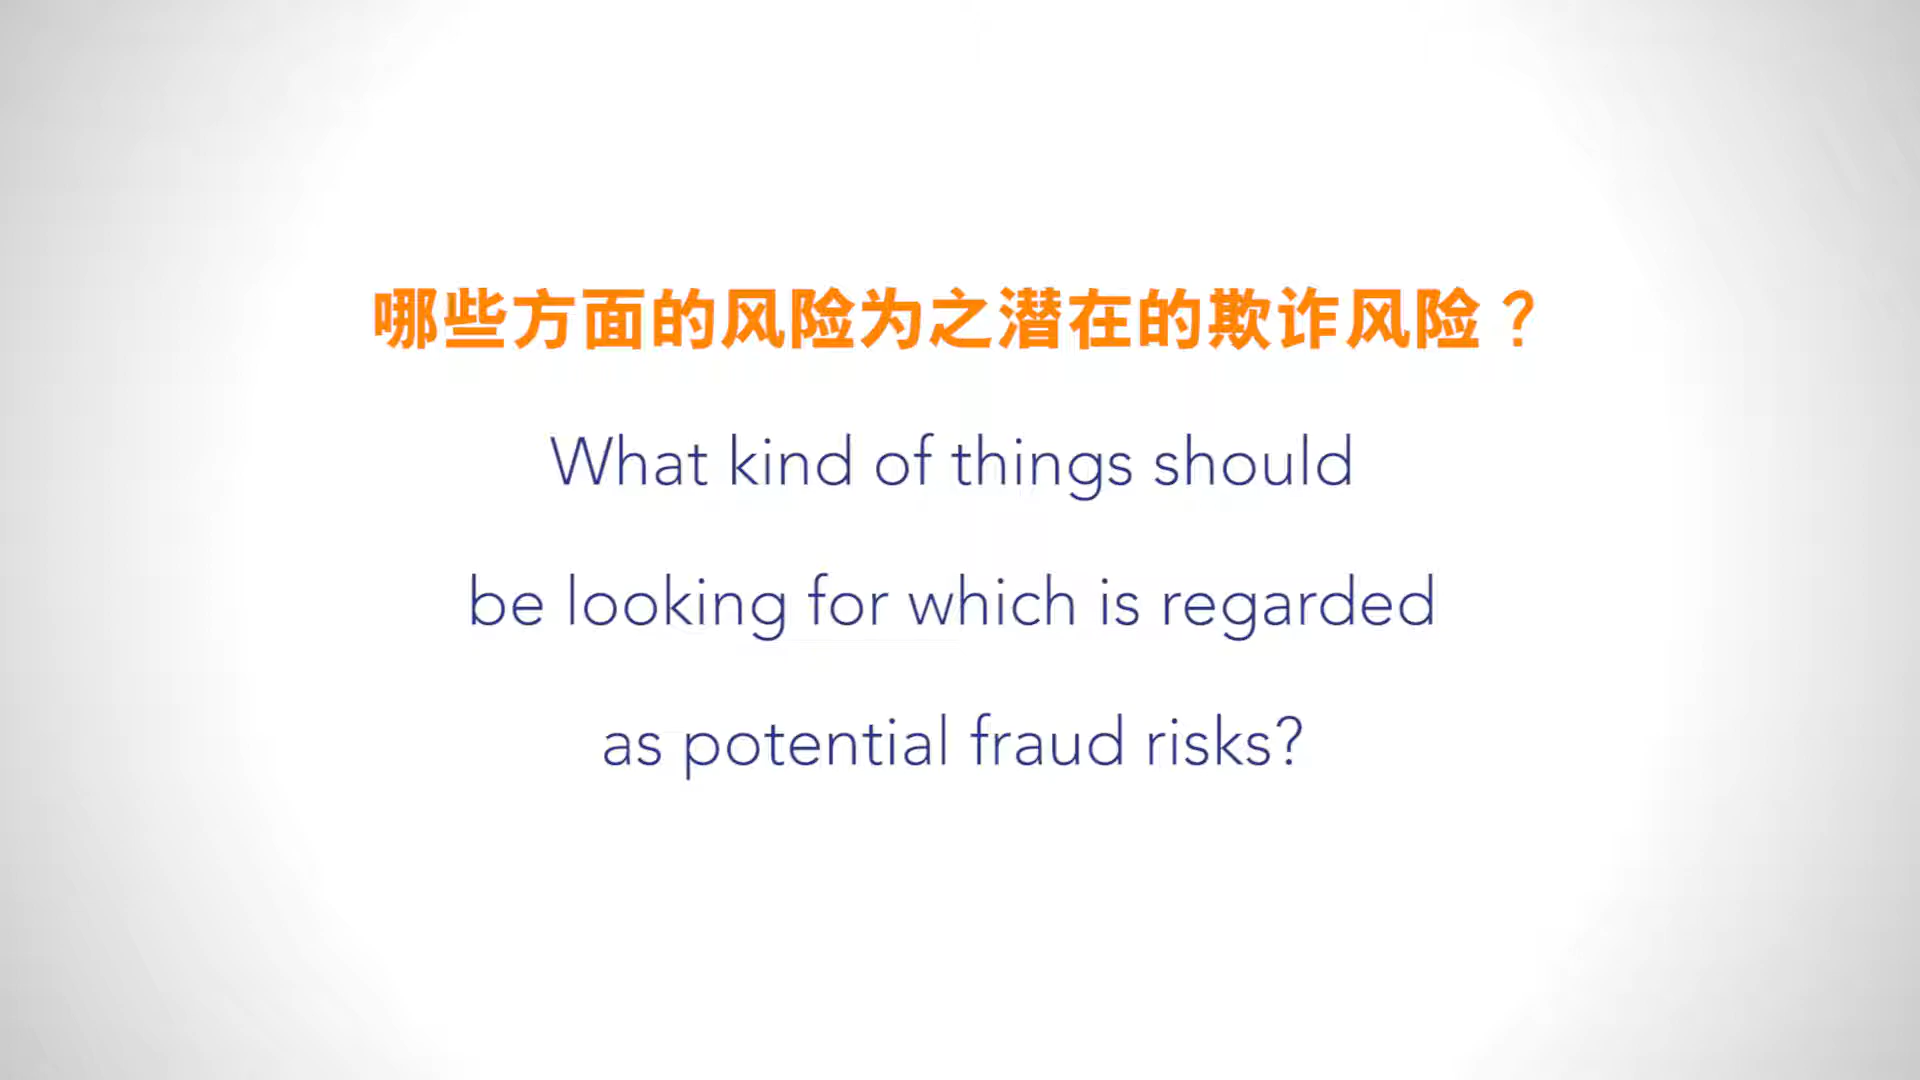 哪些方面的风险为之潜在的欺诈风险？
What kind of things should
be looking for which is regarded
as potential fraud risks?